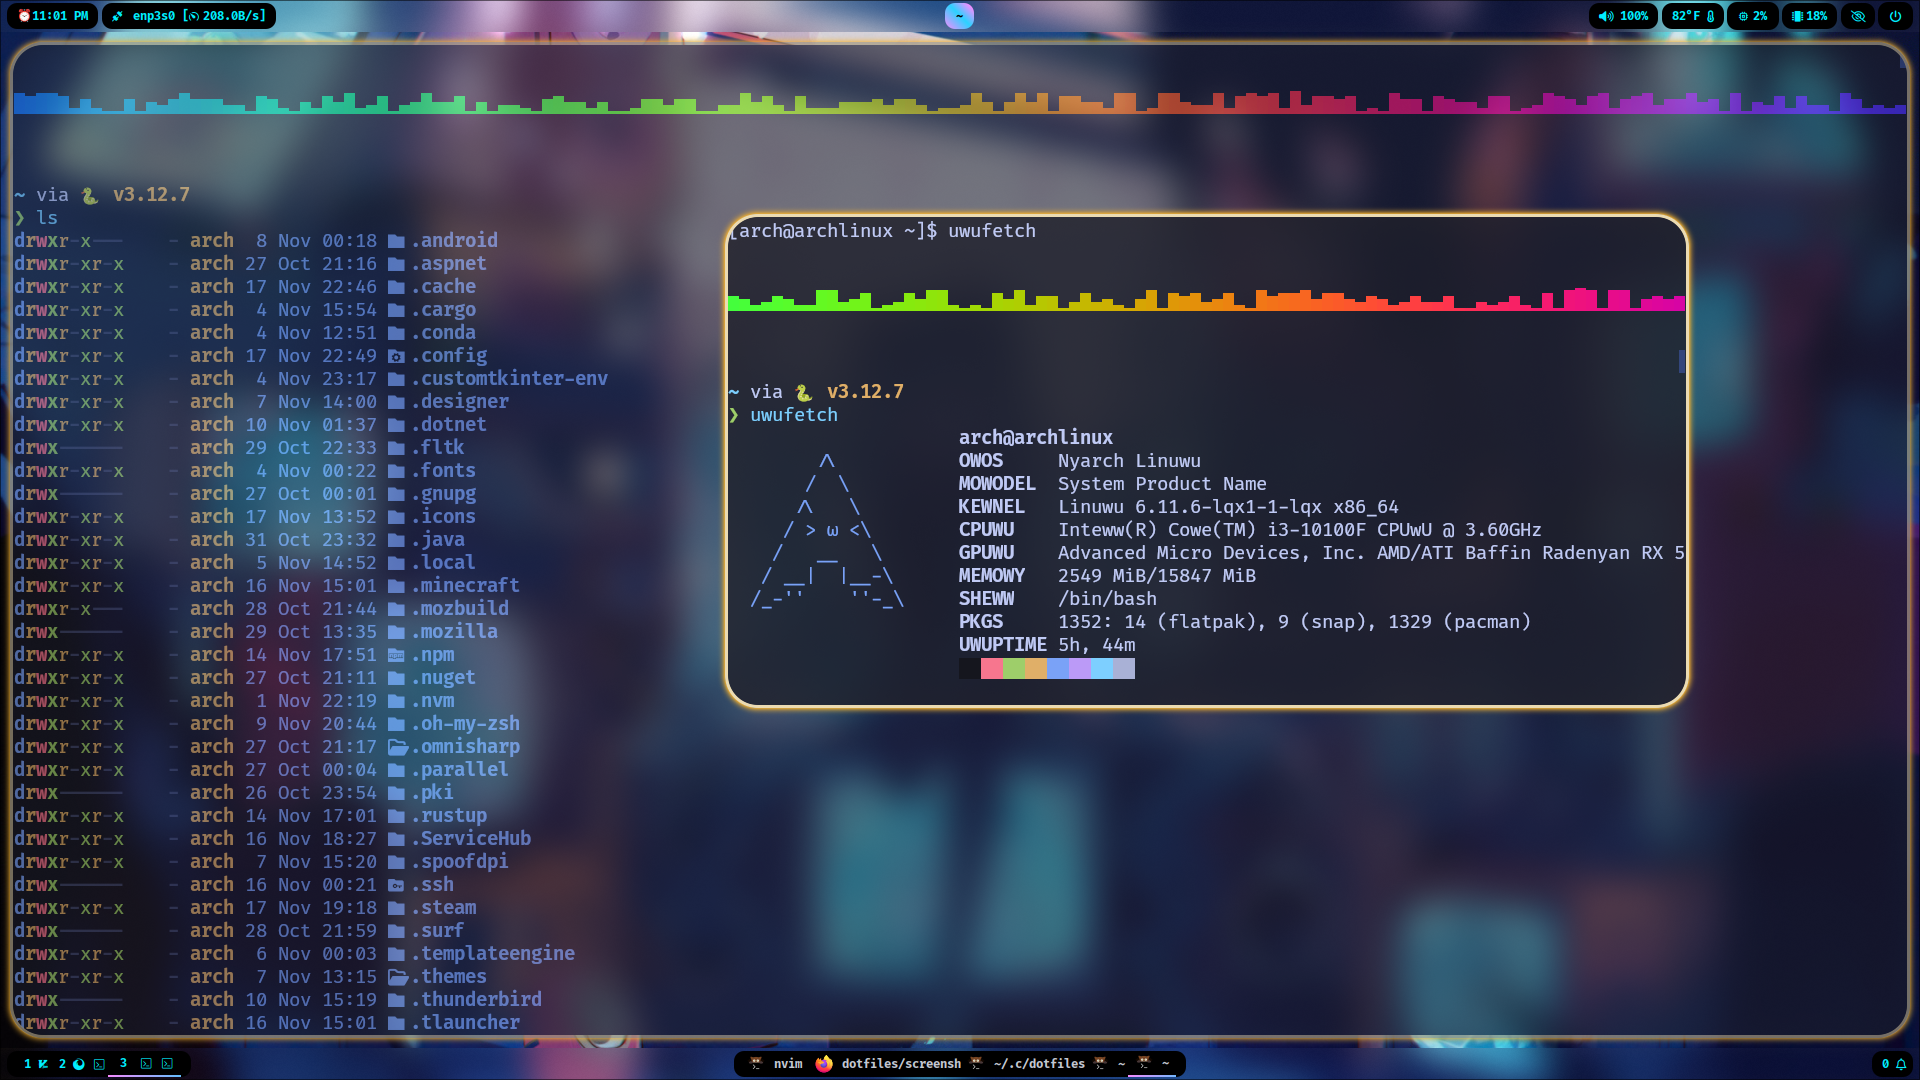 11:01 PM enp3s0 [208.0B/s] ~ 100% 82°F 2% 18%
~ via v3.12.7
❯ ls
drwxr-x--- - arch 8 Nov 00:18 .android
drwxr-xr-x - arch 27 Oct 21:16 .aspnet
drwxr-xr-x - arch 17 Nov 22:46 .cache
drwxr-xr-x - arch 4 Nov 15:54 .cargo
drwxr-xr-x - arch 4 Nov 12:51 .conda
drwxr-xr-x - arch 17 Nov 22:49 .config
drwxr-xr-x - arch 4 Nov 23:17 .customtkinter-env
drwxr-xr-x - arch 7 Nov 14:00 .designer
drwxr-xr-x - arch 10 Nov 01:37 .dotnet
drwx------ - arch 29 Oct 22:33 .fltk
drwxr-xr-x - arch 4 Nov 00:22 .fonts
drwx------ - arch 27 Oct 00:01 .gnupg
drwxr-xr-x - arch 17 Nov 13:52 .icons
drwxr-xr-x - arch 31 Oct 23:32 .java
drwxr-xr-x - arch 5 Nov 14:52 .local
drwxr-xr-x - arch 16 Nov 15:01 .minecraft
drwxr-x--- - arch 28 Oct 21:44 .mozbuild
drwx------ - arch 29 Oct 13:35 .mozilla
drwxr-xr-x - arch 14 Nov 17:51 .npm
drwxr-xr-x - arch 27 Oct 21:11 .nuget
drwxr-xr-x - arch 1 Nov 22:19 .nvm
drwxr-xr-x - arch 9 Nov 20:44 .oh-my-zsh
drwxr-xr-x - arch 27 Oct 21:17 .omnisharp
drwxr-xr-x - arch 27 Oct 00:04 .parallel
drwx------ - arch 26 Oct 23:54 .pki
drwxr-xr-x - arch 14 Nov 17:01 .rustup
drwxr-xr-x - arch 16 Nov 18:27 .ServiceHub
drwxr-xr-x - arch 7 Nov 15:20 .spoofdpi
drwx------ - arch 16 Nov 00:21 .ssh
drwxr-xr-x - arch 17 Nov 19:18 .steam
drwx------ - arch 28 Oct 21:59 .surf
drwxr-xr-x - arch 6 Nov 00:03 .templateengine
drwxr-xr-x - arch 7 Nov 13:15 .themes
drwx------ - arch 10 Nov 15:19 .thunderbird
drwxr-xr-x - arch 16 Nov 15:01 .tlauncher
[arch@archlinux ~]$ uwufetch
~ via v3.12.7
❯ uwufetch
arch@archlinux
OWOS Nyarch Linuwu
MOWODEL System Product Name
KEWNEL Linuwu 6.11.6-lqx1-1-lqx x86_64
CPUWU Inteww(R) Cowe(TM) i3-10100F CPUwU @ 3.60GHz
GPUWU Advanced Micro Devices, Inc. AMD/ATI Baffin Radenyan RX 5
MEMOWY 2549 MiB/15847 MiB
SHEWW /bin/bash
PKGS 1352: 14 (flatpak), 9 (snap), 1329 (pacman)
UWUPTIME 5h, 44m
> ω <
1 2 3 nvim dotfiles/screensh ~/.c/dotfiles ~ ~ 0